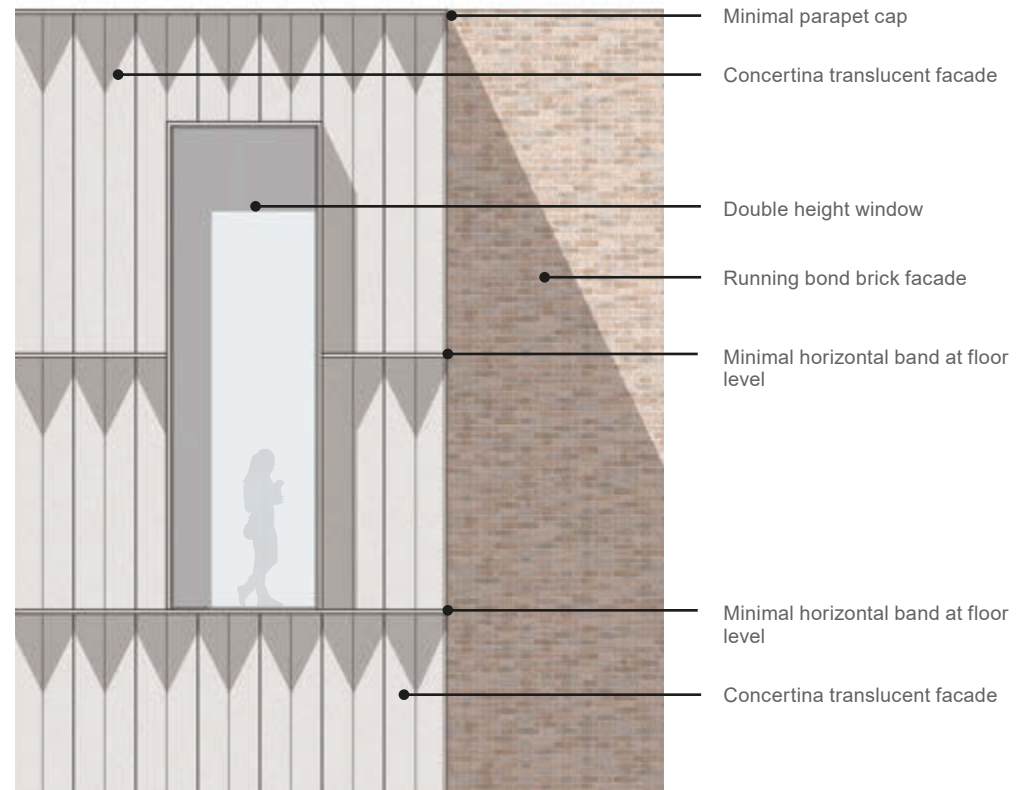 Minimal parapet cap
Concertina translucent facade
Double height window
Running bond brick facade
Minimal horizontal band at floor
level
Minimal horizontal band at floor
level
Concertina translucent facade